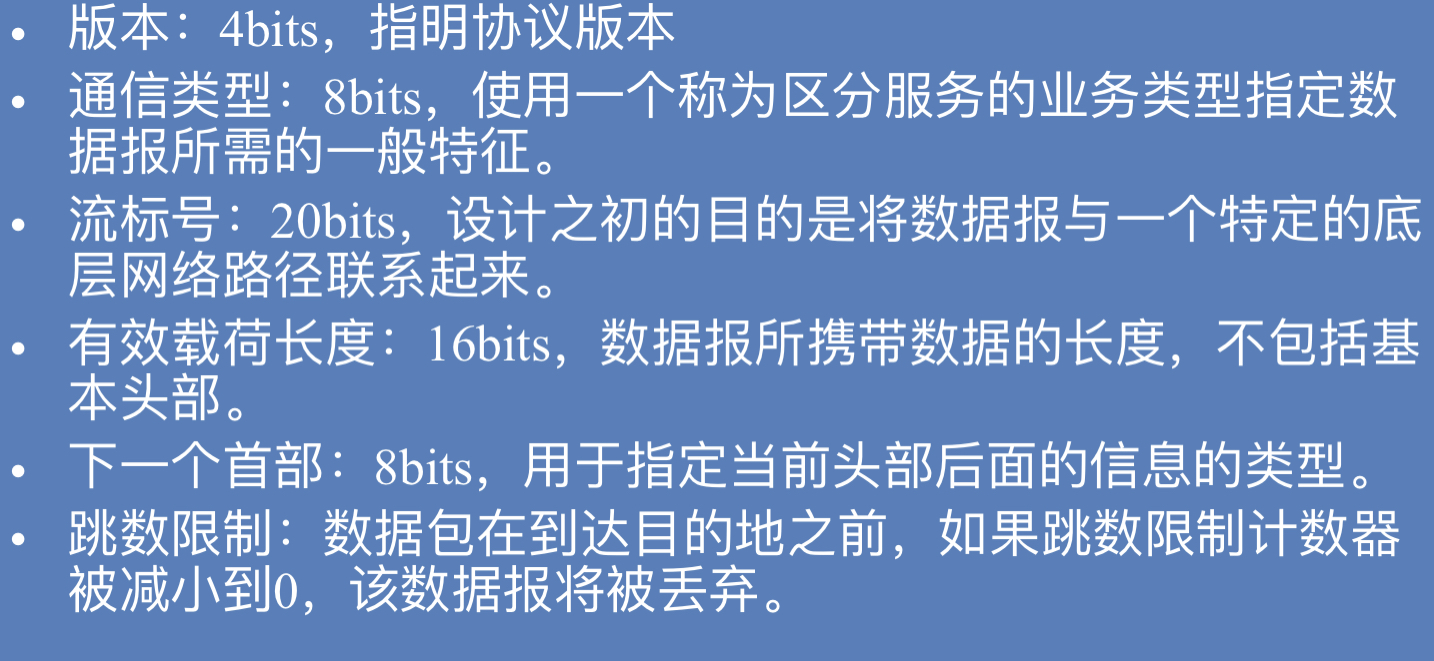 • 版本：4bits，指明协议版本
• 通信类型：8bits，使用一个称为区分服务的业务类型指定数
据报所需的一般特征。
• 流标号：20bits，设计之初的目的是将数据报与一个特定的底
层网络路径联系起来。
• 有效载荷长度：16bits，数据报所携带数据的长度，不包括基
本头部。
• 下一个首部：8bits，用于指定当前头部后面的信息的类型。
• 跳数限制：数据包在到达目的地之前，如果跳数限制计数器
被减小到0，该数据报将被丢弃。